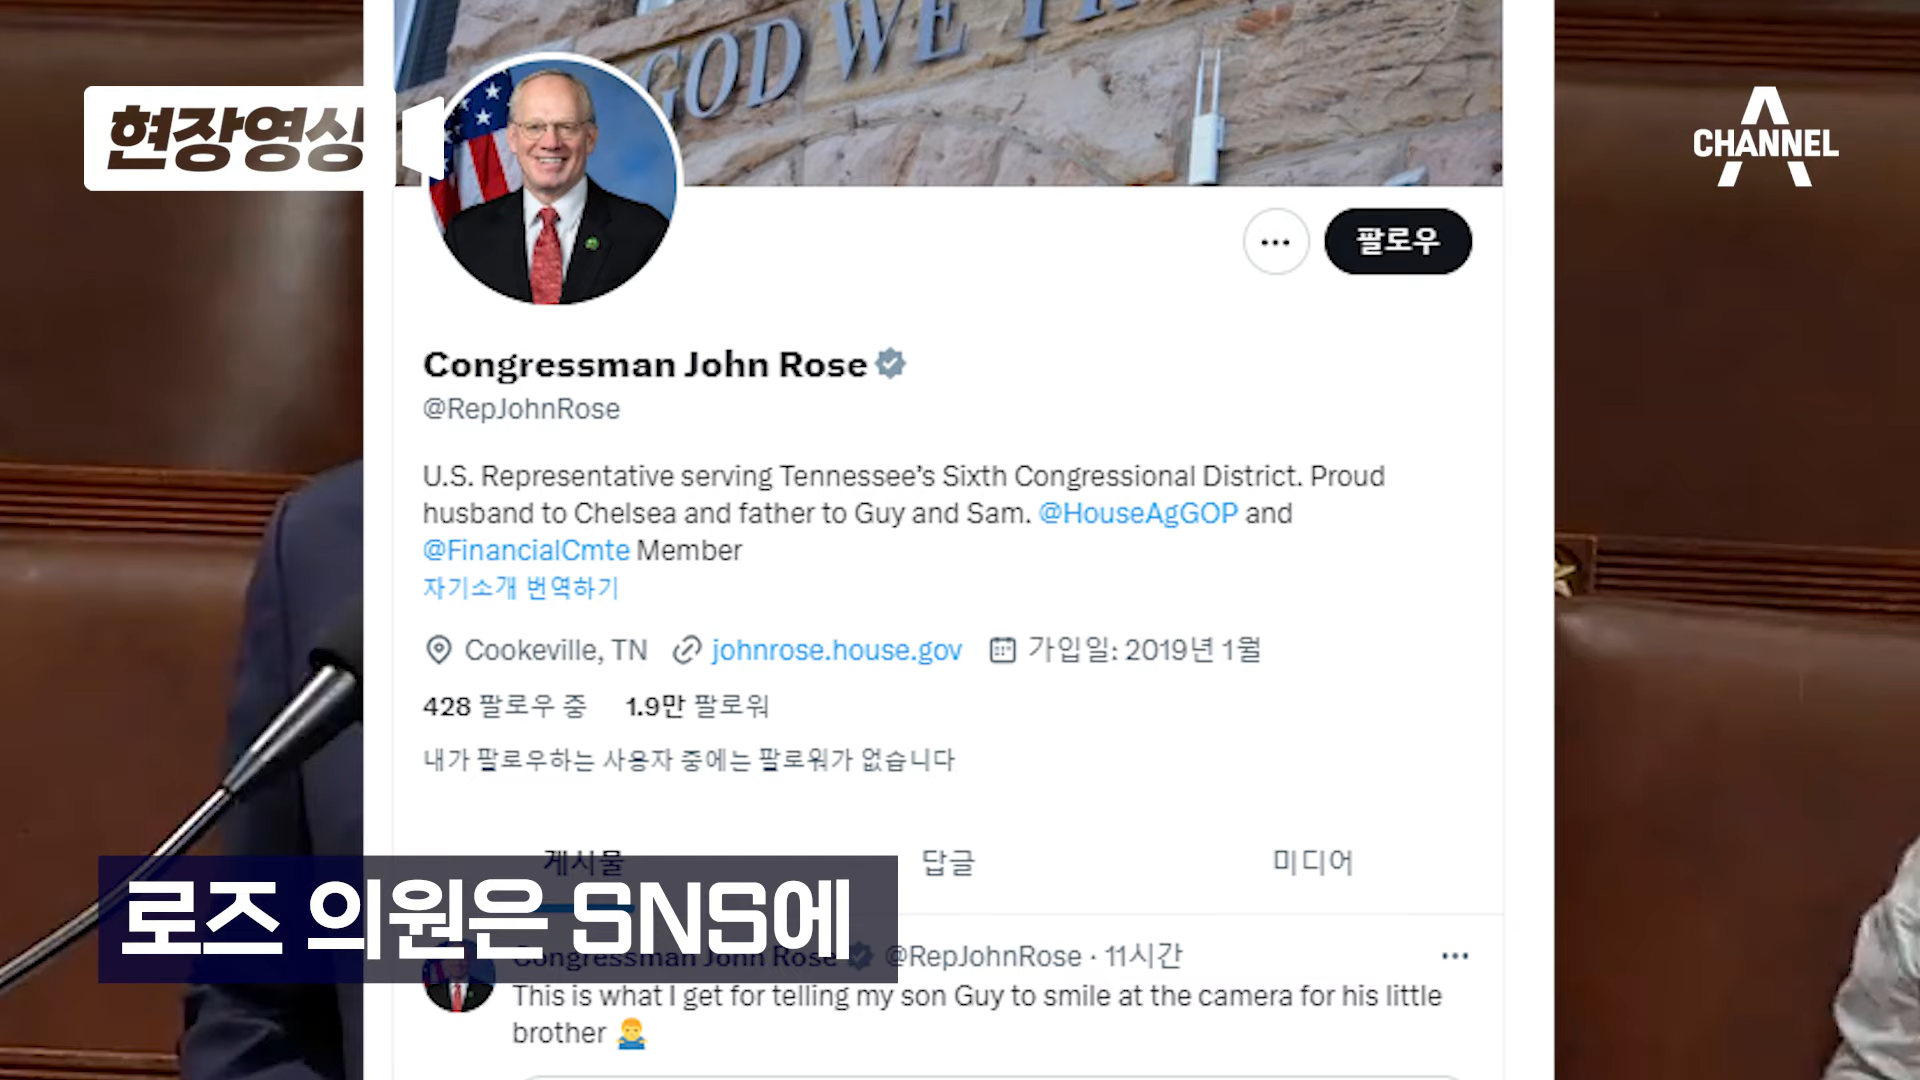 GOD WE TR
현장영상
CHANNEL A
팔로우
Congressman John Rose
@RepJohnRose
U.S. Representative serving Tennessee's Sixth Congressional District. Proud
husband to Chelsea and father to Guy and Sam. @HouseAgGOP and
@FinancialCmte Member
자기소개 번역하기
Cookeville, TN johnrose.house.gov 가입일: 2019년 1월
428 팔로우 중 1.9만 팔로워
내가 팔로우하는 사용자 중에는 팔로워가 없습니다
게시물 답글 미디어
로즈 의원은 SNS에
Congressman John Rose @RepJohnRose · 11시간
This is what I get for telling my son Guy to smile at the camera for his little
brother